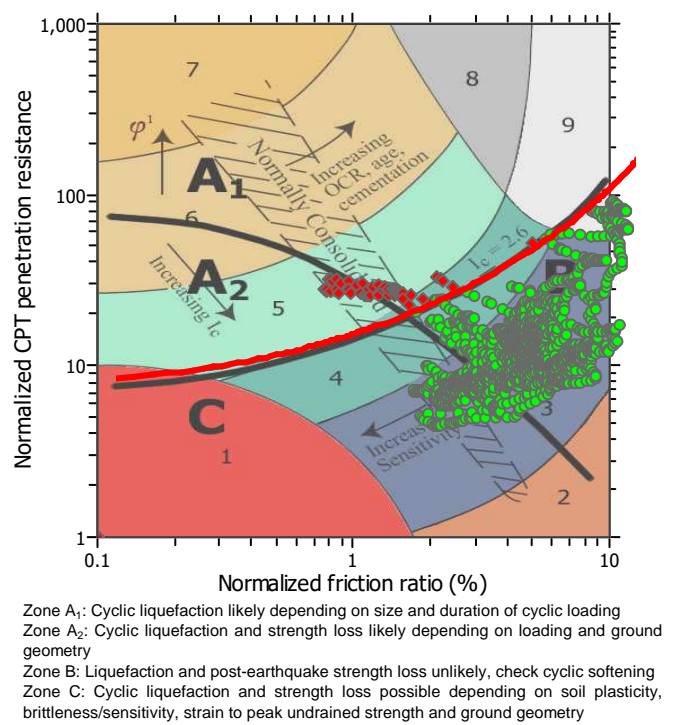 1,000
100
10
1
0.1
1
10
Normalized CPT penetration resistance
Normalized friction ratio (%)
7
8
9
φ¹
A₁
6
Normally Consolidated
Increasing
OCR, age,
cementation
A₂
Increasing Ic
5
Ic = 2.6
B
4
C
1
3
Sensitivity
2
Zone A₁: Cyclic liquefaction likely depending on size and duration of cyclic loading
Zone A₂: Cyclic liquefaction and strength loss likely depending on loading and ground
geometry
Zone B: Liquefaction and post-earthquake strength loss unlikely, check cyclic softening
Zone C: Cyclic liquefaction and strength loss possible depending on soil plasticity,
brittleness/sensitivity, strain to peak undrained strength and ground geometry